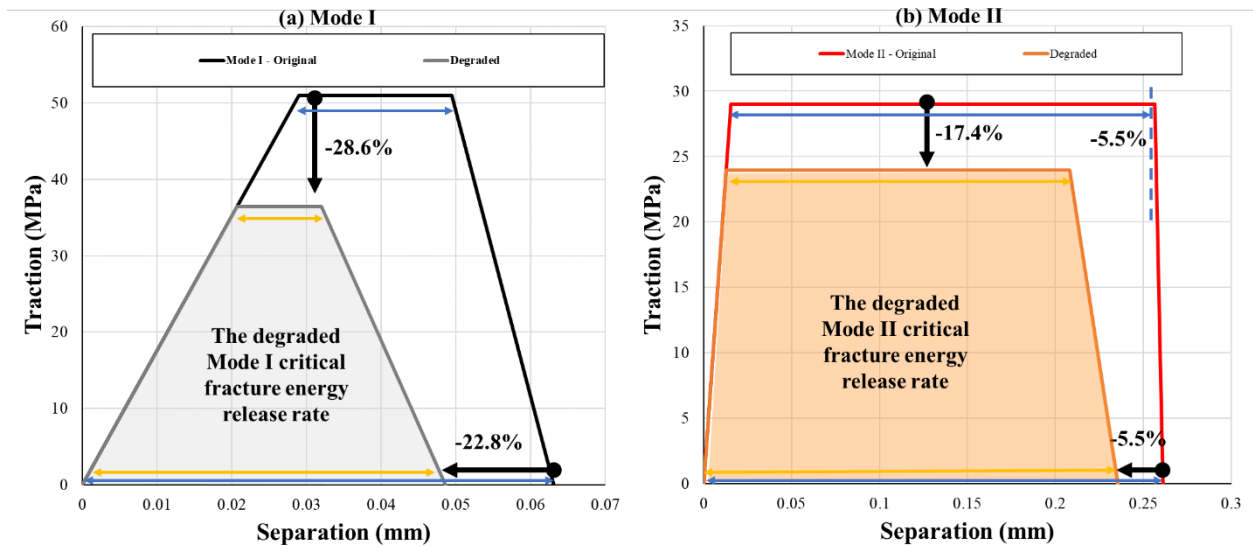 (a) Mode I
Mode I - Original
Degraded
60
50
40
30
20
10
0
Traction (MPa)
-28.6%
The degraded
Mode I critical
fracture energy
release rate
-22.8%
0
0.01
0.02
0.03
0.04
0.05
0.06
0.07
Separation (mm)
(b) Mode II
Mode II - Original
Degraded
35
30
25
20
15
10
5
0
Traction (MPa)
-17.4%
-5.5%
The degraded
Mode II critical
fracture energy
release rate
-5.5%
0
0.05
0.1
0.15
0.2
0.25
0.3
Separation (mm)